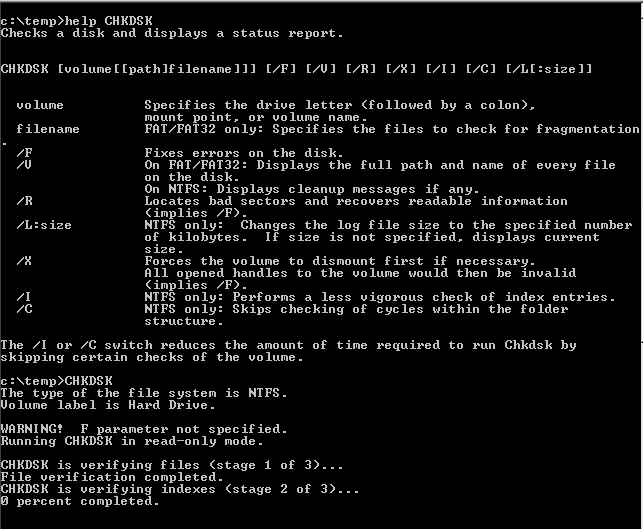 c:\temp>help CHKDSK
Checks a disk and displays a status report.
CHKDSK [volume[[path]filename]]] [/F] [/V] [/R] [/X] [/I] [/C] [/L[:size]]
volume Specifies the drive letter (followed by a colon),
mount point, or volume name.
filename FAT/FAT32 only: Specifies the files to check for fragmentation
.
/F Fixes errors on the disk.
/V On FAT/FAT32: Displays the full path and name of every file
on the disk.
On NTFS: Displays cleanup messages if any.
/R Locates bad sectors and recovers readable information
(implies /F).
/L:size NTFS only:  Changes the log file size to the specified number
of kilobytes.  If size is not specified, displays current
size.
/X Forces the volume to dismount first if necessary.
All opened handles to the volume would then be invalid
(implies /F).
/I NTFS only: Performs a less vigorous check of index entries.
/C NTFS only: Skips checking of cycles within the folder
structure.
The /I or /C switch reduces the amount of time required to run Chkdsk by
skipping certain checks of the volume.
c:\temp>CHKDSK
The type of the file system is NTFS.
Volume label is Hard Drive.
WARNING!  F parameter not specified.
Running CHKDSK in read-only mode.
CHKDSK is verifying files (stage 1 of 3)...
File verification completed.
CHKDSK is verifying indexes (stage 2 of 3)...
0 percent completed.